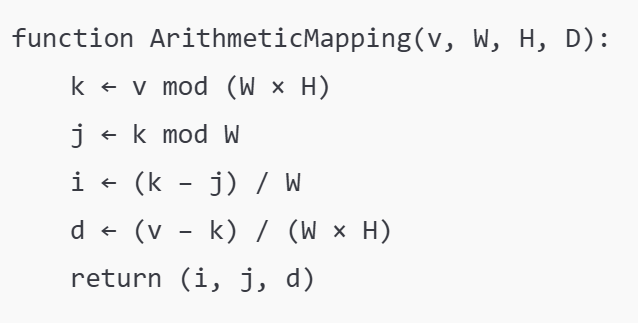 function ArithmeticMapping(v, W, H, D):
    k ← v mod (W × H)
    j ← k mod W
    i ← (k − j) / W
    d ← (v − k) / (W × H)
    return (i, j, d)